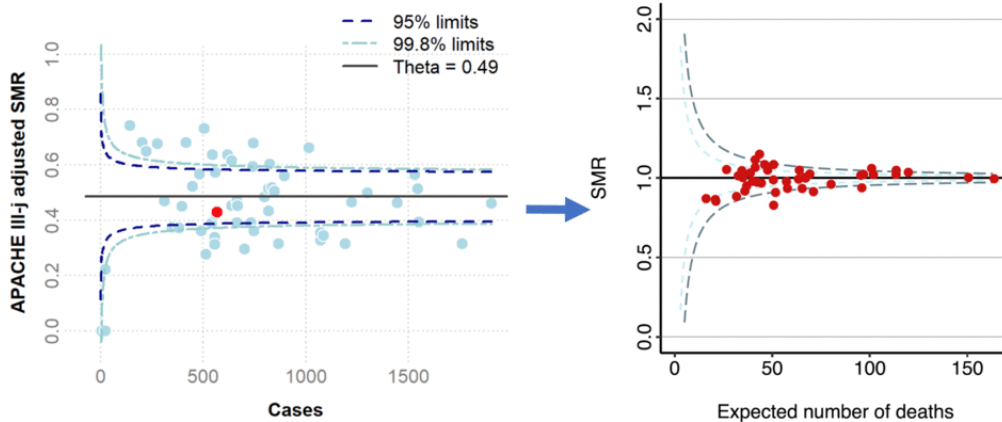 95% limits
99.8% limits
Theta = 0.49
APACHE III-j adjusted SMR
1.0
0.8
0.6
0.4
0.2
0.0
0 500 1000 1500
Cases
SMR
2.0
1.5
1.0
0.5
0.0
0 50 100 150
Expected number of deaths